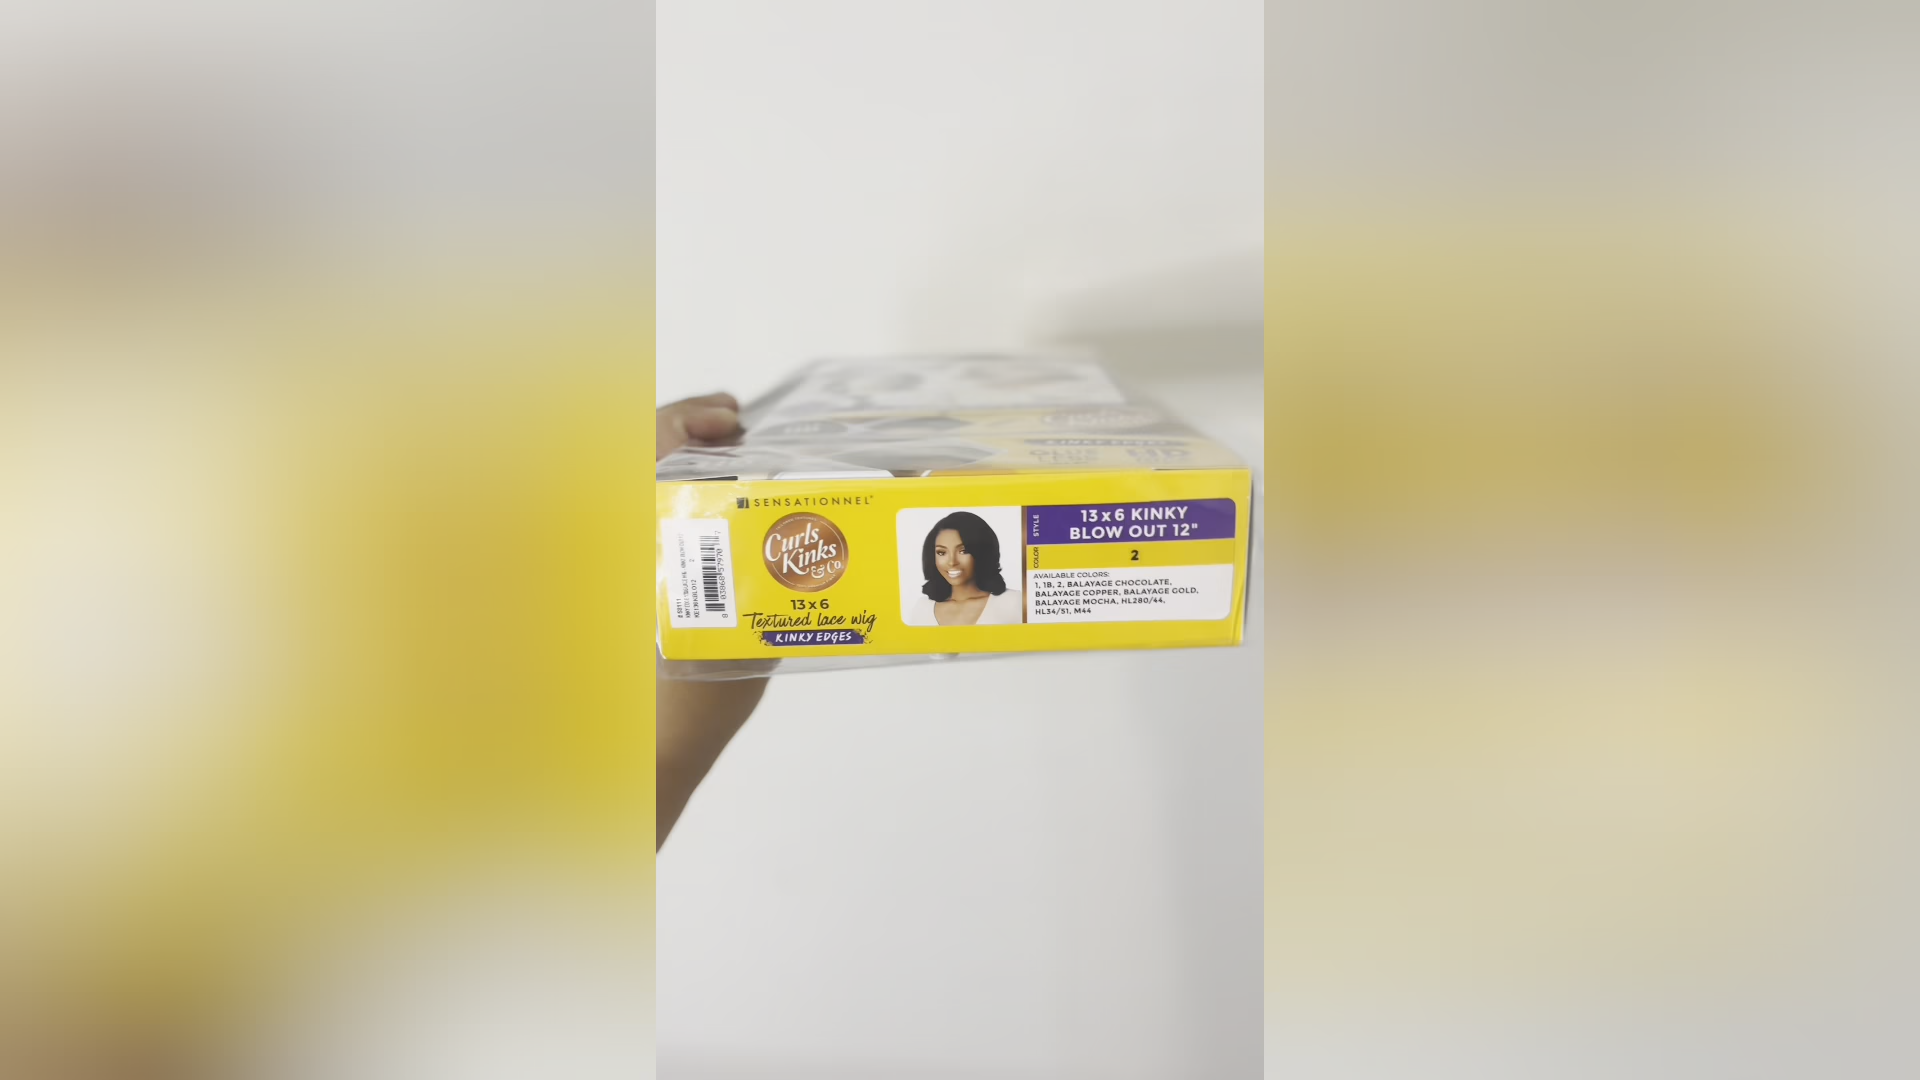 SENSATIONNEL
Curls
Kinks
& Co.
13 x 6
Textured lace wig
KINKY EDGES
STYLE
13 x 6 KINKY
BLOW OUT 12"
COLOR
2
AVAILABLE COLORS:
1, 1B, 2, BALAYAGE CHOCOLATE,
BALAYAGE COPPER, BALAYAGE GOLD,
BALAYAGE MOCHA, HL280/44,
HL34/51, M44
KINKY EDGES